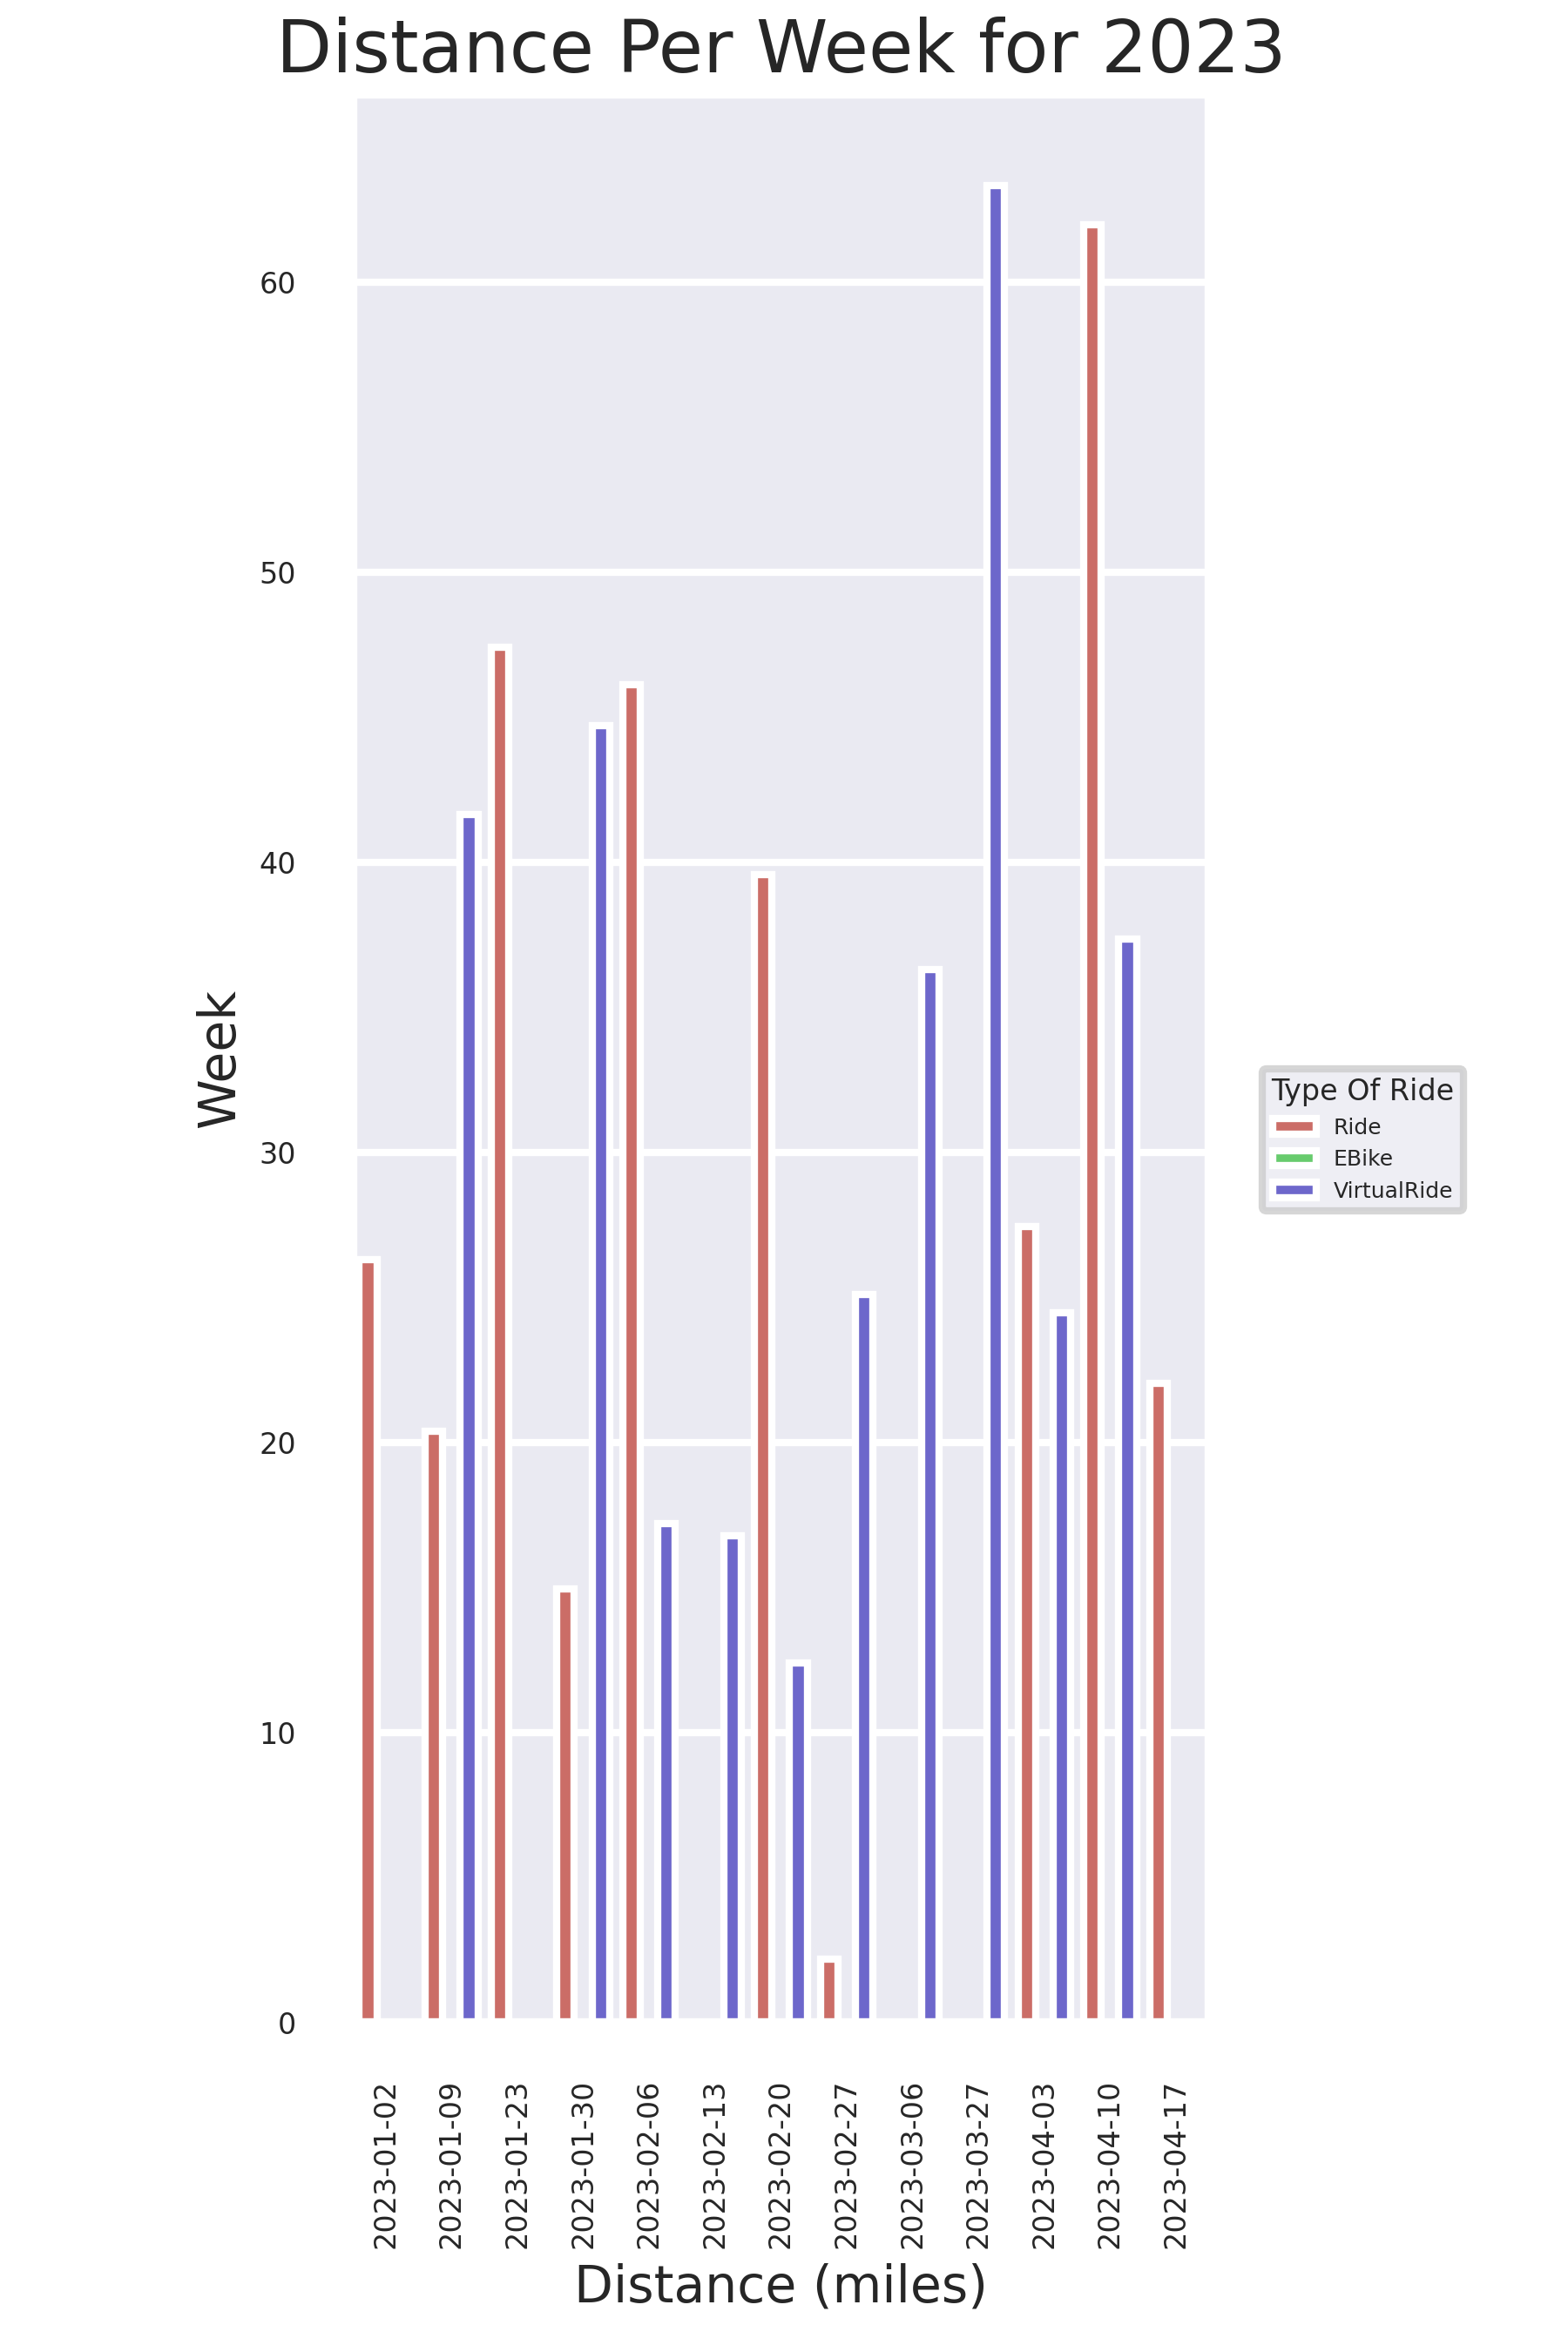 Distance Per Week for 2023
60
50
40
30
20
10
0
Week
Type Of Ride
Ride
EBike
VirtualRide
2023-01-02
2023-01-09
2023-01-23
2023-01-30
2023-02-06
2023-02-13
2023-02-20
2023-02-27
2023-03-06
2023-03-27
2023-04-03
2023-04-10
2023-04-17
Distance (miles)